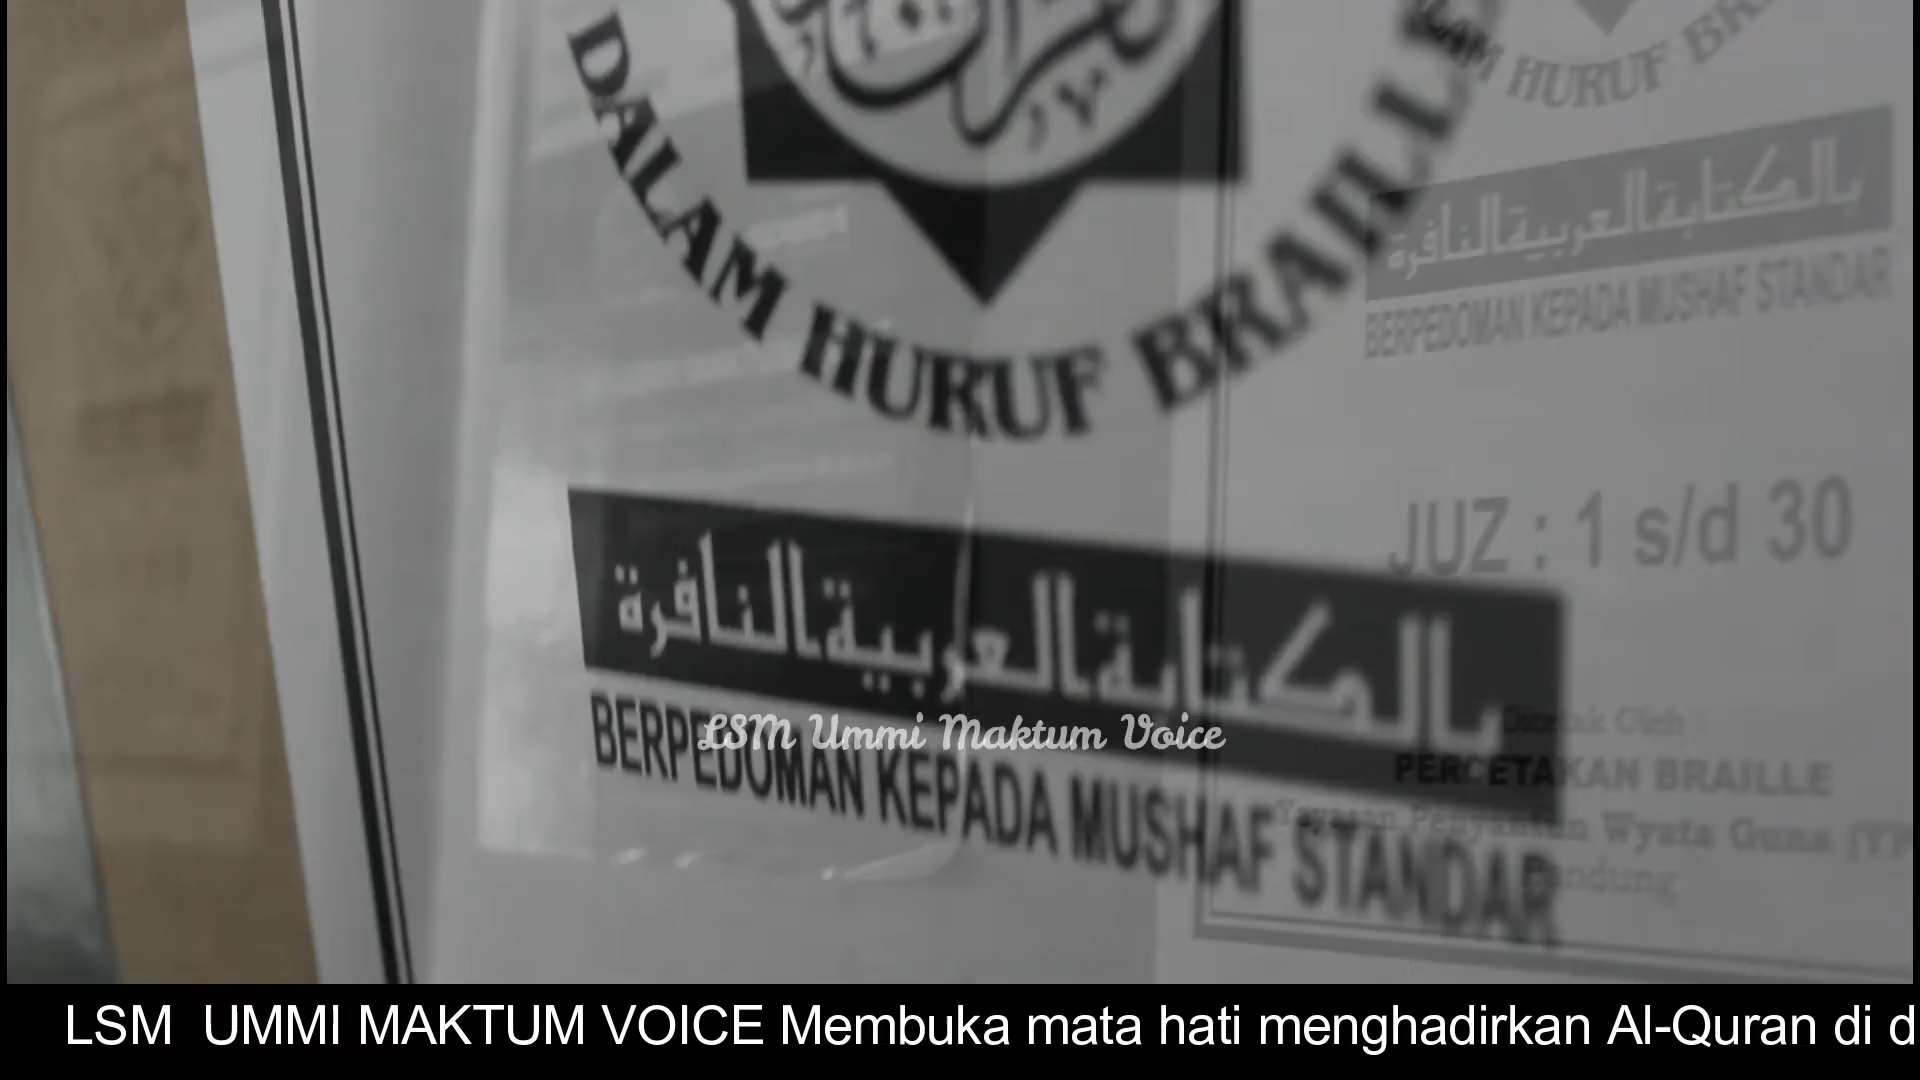 DALAM HURUF BRAILLE
بالكتابة العربية النافرة
BERPEDOMAN KEPADA MUSHAF STANDAR
HURUF
بالكتابة العربية النافرة
BERPEDOMAN KEPADA MUSHAF STANDAR
JUZ : 1 s/d 30
Oleh
PERCETAKAN BRAILLE
Wyata Guna
LSM Ummi Maktum Voice
LSM UMMI MAKTUM VOICE Membuka mata hati menghadirkan Al-Quran di d